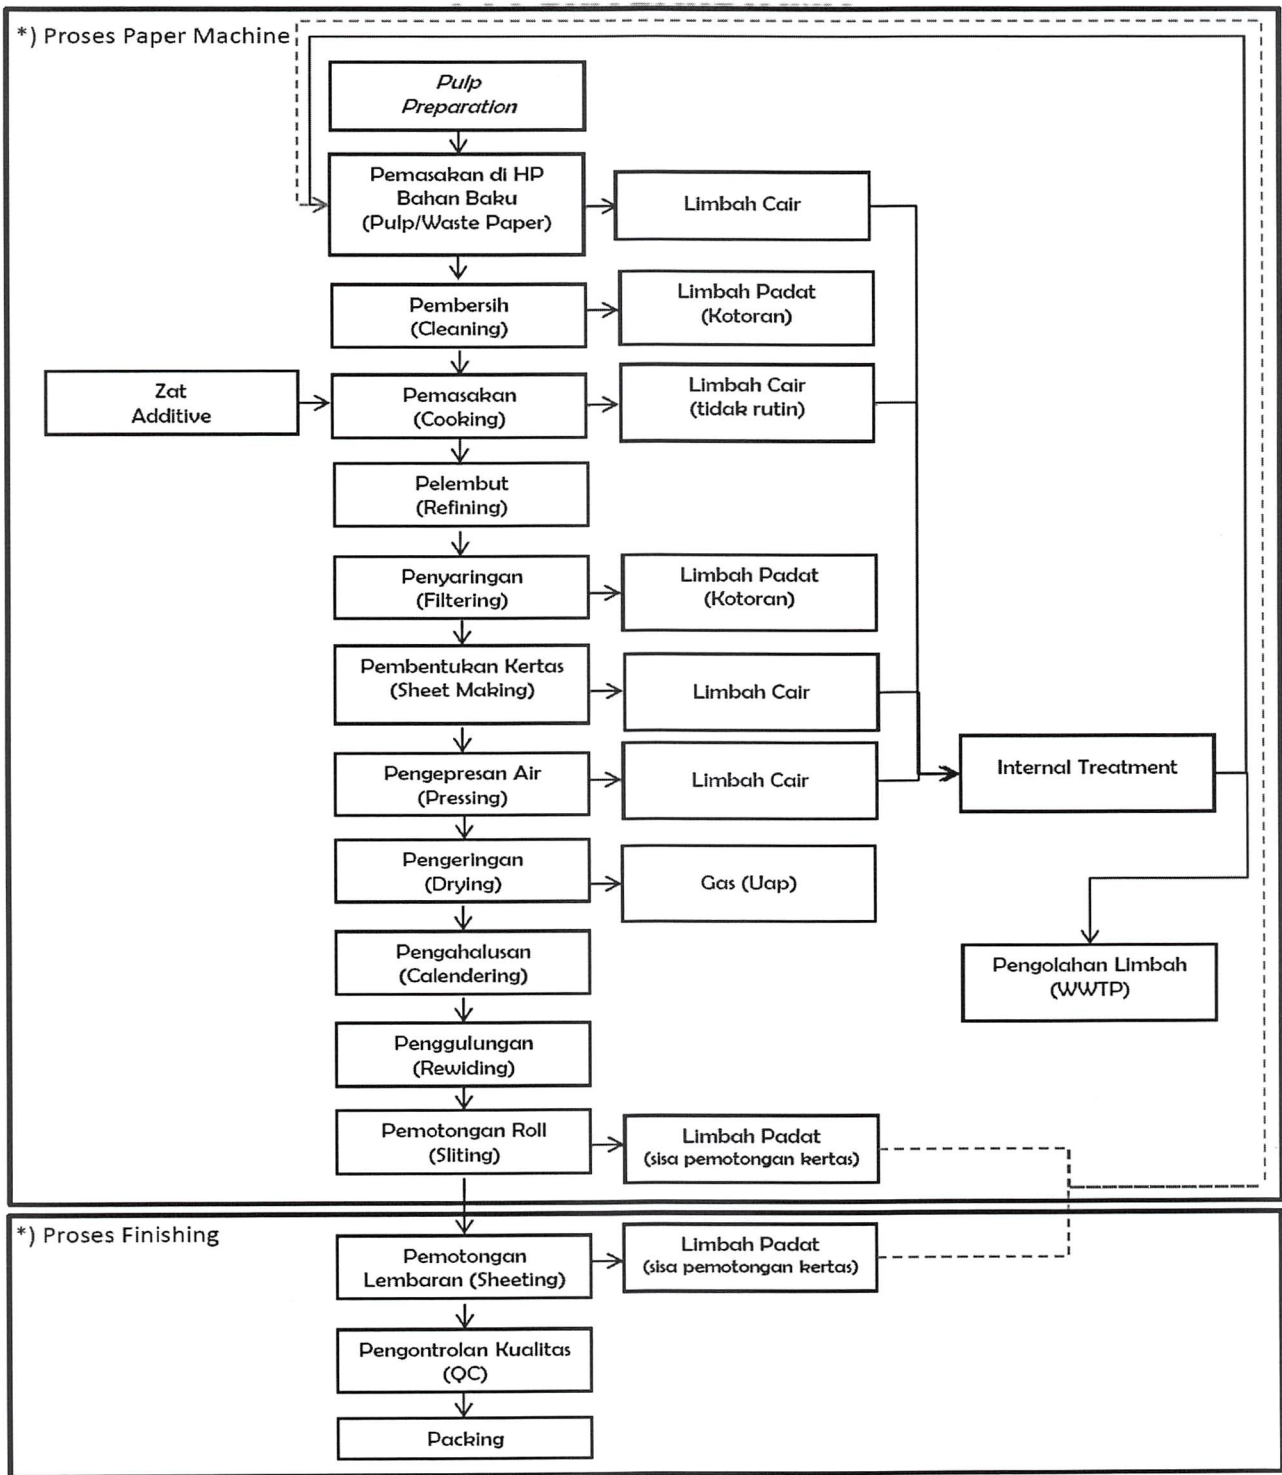 *) Proses Paper Machine
Pulp
Preparation
Pemasakan di HP
Bahan Baku
(Pulp/Waste Paper)
Limbah Cair
Pembersih
(Cleaning)
Limbah Padat
(Kotoran)
Zat
Additive
Pemasakan
(Cooking)
Limbah Cair
(tidak rutin)
Pelembut
(Refining)
Penyaringan
(Filtering)
Limbah Padat
(Kotoran)
Pembentukan Kertas
(Sheet Making)
Limbah Cair
Pengepresan Air
(Pressing)
Limbah Cair
Internal Treatment
Pengeringan
(Drying)
Gas (Uap)
Pengahalusan
(Calendering)
Pengolahan Limbah
(WWTP)
Penggulungan
(Rewiding)
Pemotongan Roll
(Sliting)
Limbah Padat
(sisa pemotongan kertas)
*) Proses Finishing
Pemotongan
Lembaran (Sheeting)
Limbah Padat
(sisa pemotongan kertas)
Pengontrolan Kualitas
(QC)
Packing